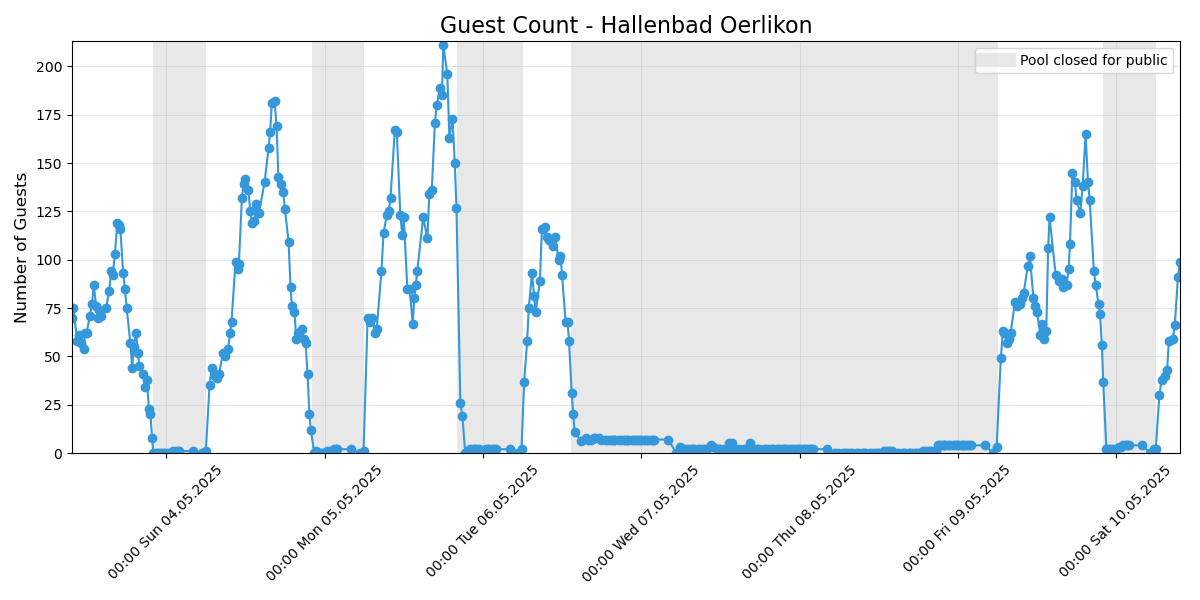 Guest Count - Hallenbad Oerlikon
Pool closed for public
Number of Guests
200
175
150
125
100
75
50
25
0
00:00 Sun 04.05.2025
00:00 Mon 05.05.2025
00:00 Tue 06.05.2025
00:00 Wed 07.05.2025
00:00 Thu 08.05.2025
00:00 Fri 09.05.2025
00:00 Sat 10.05.2025